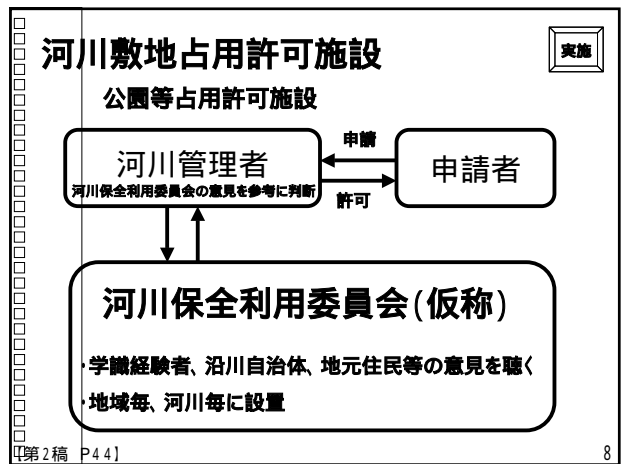 河川敷地占用許可施設
実施
公園等占用許可施設
申請
河川管理者
河川保全利用委員会の意見を参考に判断
申請者
許可
河川保全利用委員会(仮称)
・学識経験者、沿川自治体、地元住民等の意見を聴く
・地域毎、河川毎に設置
【第2稿 P44】
8